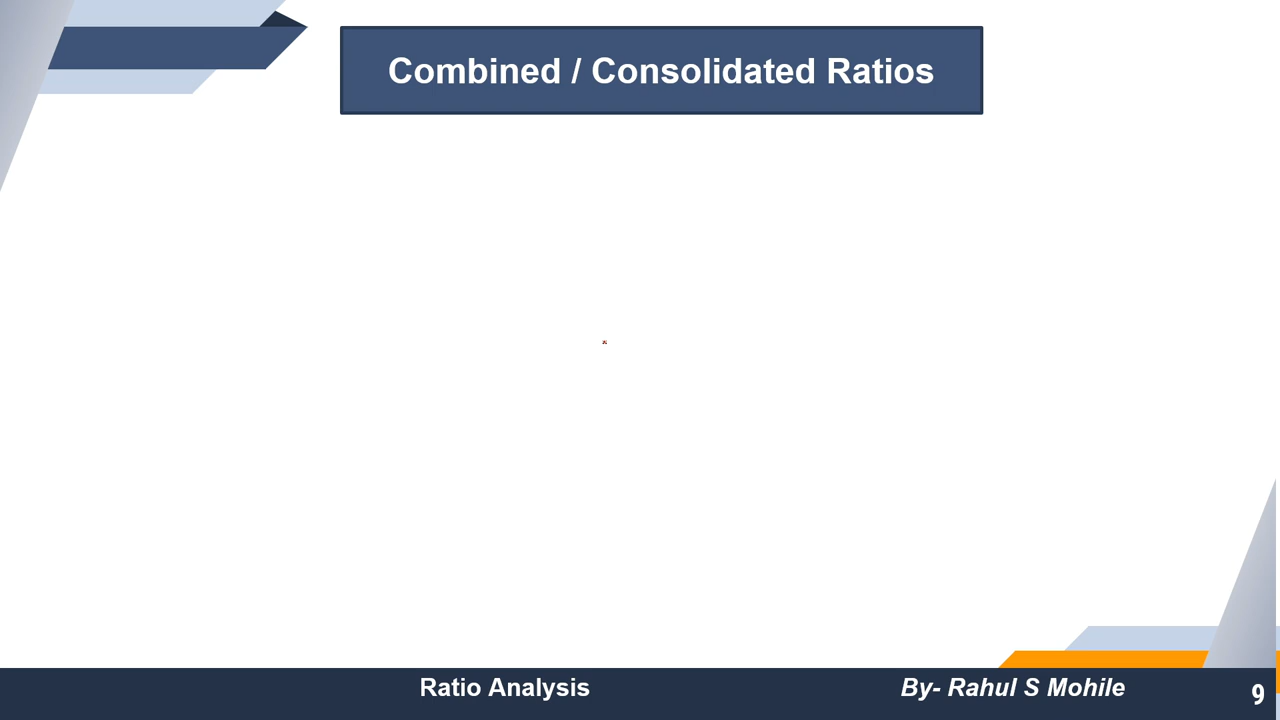 Combined / Consolidated Ratios
Ratio Analysis
By- Rahul S Mohile
9